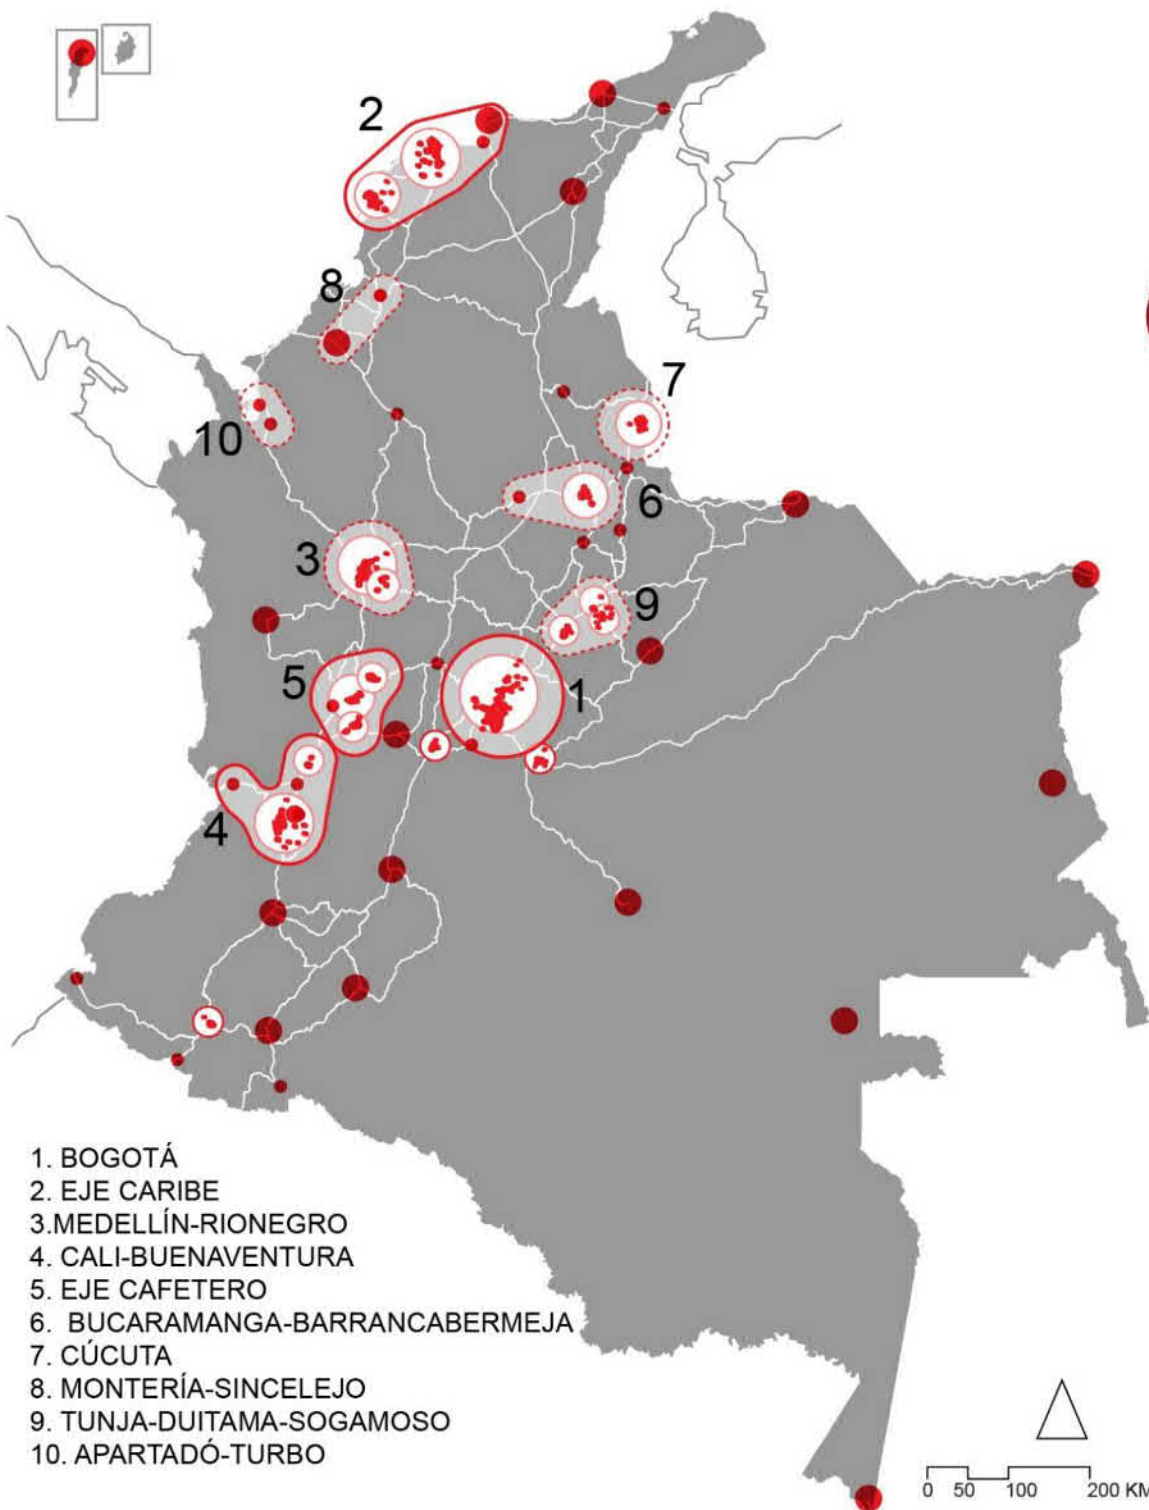 2
8
7
10
6
3
9
5
1
4
1. BOGOTÁ
2. EJE CARIBE
3.MEDELLÍN-RIONEGRO
4. CALI-BUENAVENTURA
5. EJE CAFETERO
6. BUCARAMANGA-BARRANCABERMEJA
7. CÚCUTA
8. MONTERÍA-SINCELEJO
9. TUNJA-DUITAMA-SOGAMOSO
10. APARTADÓ-TURBO
0 50 100 200 KM